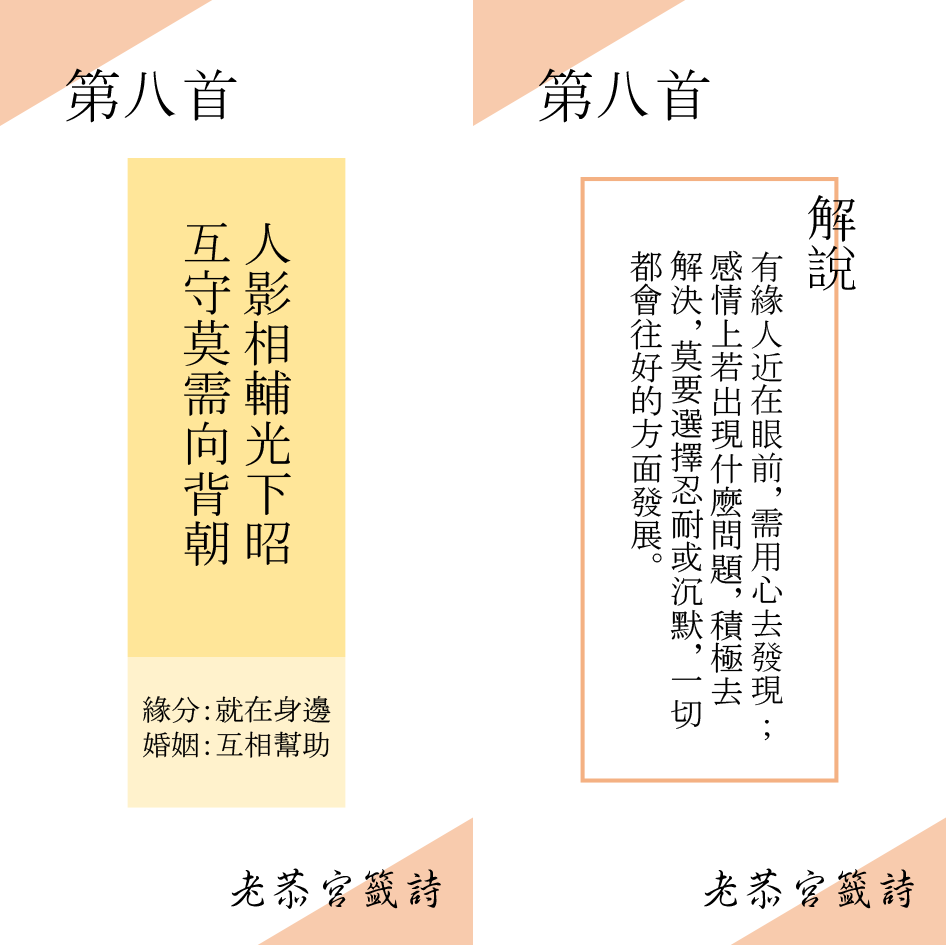 第八首
人影相輔光下昭
互守莫需向背朝
緣分:就在身邊
婚姻:互相幫助
老恭宮籤詩
第八首
解說
有緣人近在眼前,需用心去發現;
感情上若出現什麼問題,積極去
解決,莫要選擇忍耐或沉默,一切
都會往好的方面發展。
老恭宮籤詩